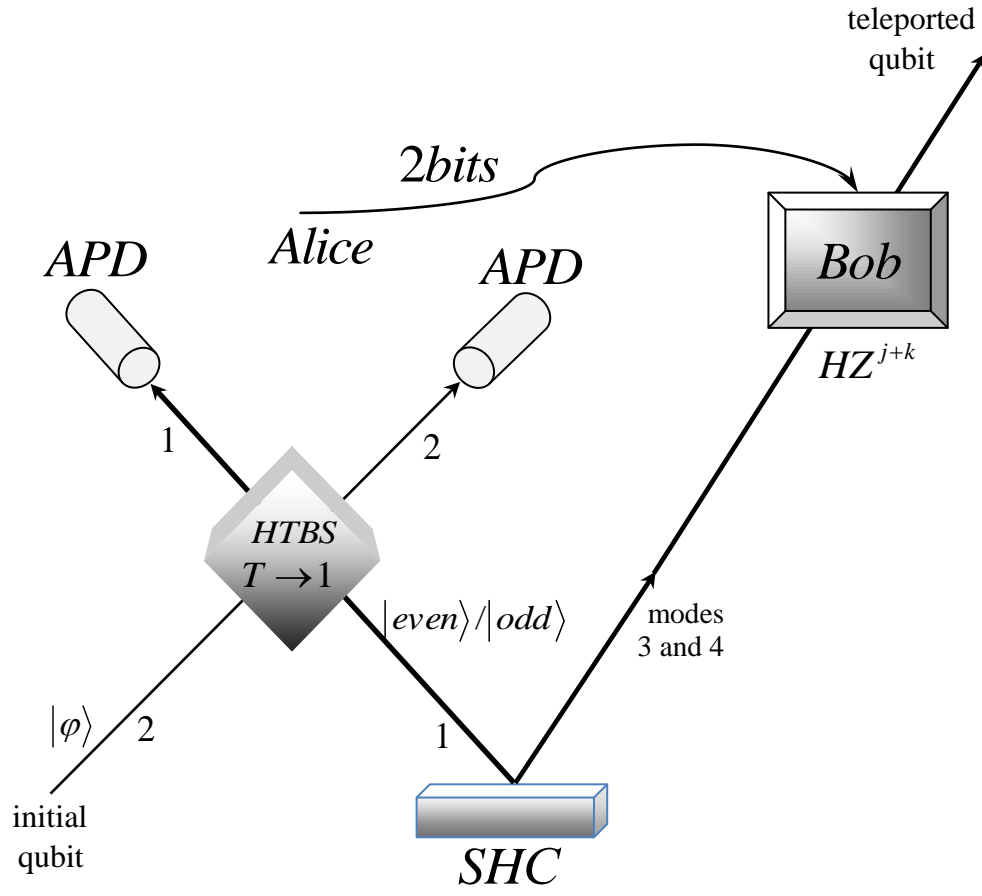 teleported
qubit
2bits
Alice
APD
APD
Bob
HZ^{j+k}
1
2
HTBS
T → 1
|even⟩/|odd⟩
modes
3 and 4
|φ⟩
2
1
initial
qubit
SHC